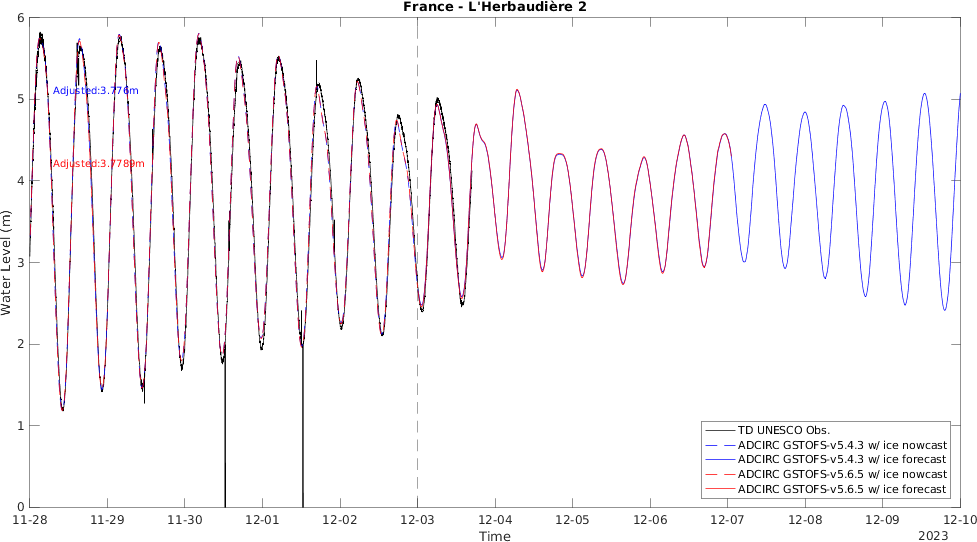 France - L'Herbaudière 2
6
5
4
3
2
1
0
Water Level (m)
Adjusted:3.776m
Adjusted:3.7789m
TD UNESCO Obs.
ADCIRC GSTOFS-v5.4.3 w/ ice nowcast
ADCIRC GSTOFS-v5.4.3 w/ ice forecast
ADCIRC GSTOFS-v5.6.5 w/ ice nowcast
ADCIRC GSTOFS-v5.6.5 w/ ice forecast
11-28 11-29 11-30 12-01 12-02 12-03 12-04 12-05 12-06 12-07 12-08 12-09 12-10
Time
2023